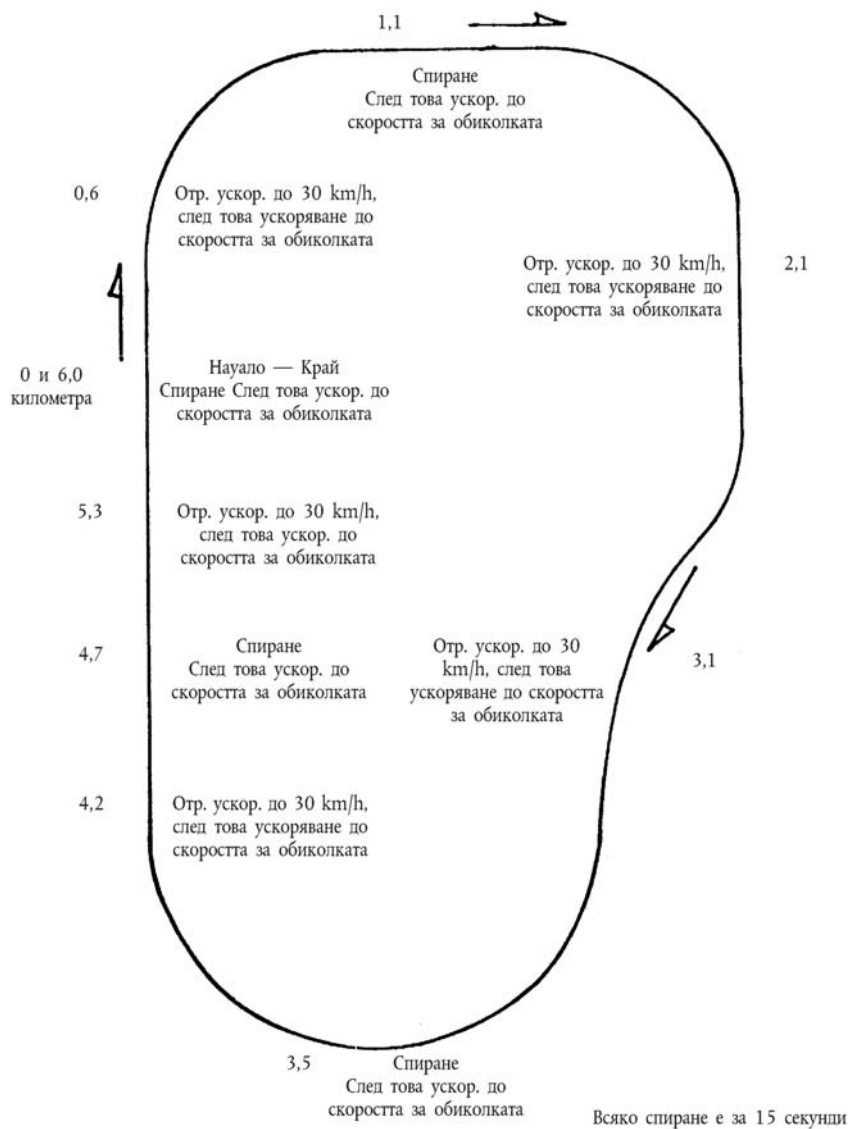 1,1
Спиране
След това ускор. до
скоростта за обиколката
0,6
Отр. ускор. до 30 km/h,
след това ускоряване до
скоростта за обиколката
Отр. ускор. до 30 km/h,
след това ускоряване до
скоростта за обиколката
2,1
0 и 6,0
километра
Науало — Край
Спиране След това ускор. до
скоростта за обиколката
5,3
Отр. ускор. до 30 km/h,
след това ускор. до
скоростта за обиколката
4,7
Спиране
След това ускор. до
скоростта за обиколката
Отр. ускор. до 30
km/h, след това
ускоряване до скоростта
за обиколката
3,1
4,2
Отр. ускор. до 30 km/h,
след това ускоряване до
скоростта за обиколката
3,5
Спиране
След това ускор. до
скоростта за обиколката
Всяко спиране е за 15 секунди